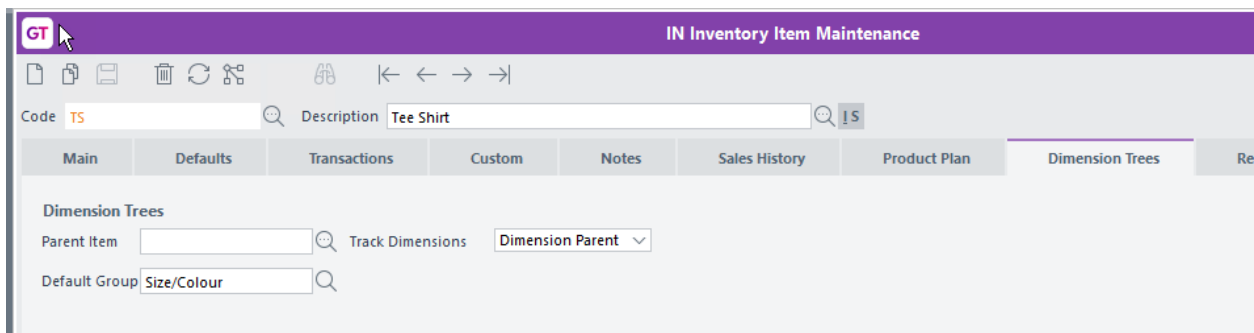 GT IN Inventory Item Maintenance
Code TS Description Tee Shirt I S
Main Defaults Transactions Custom Notes Sales History Product Plan Dimension Trees Re
Dimension Trees
Parent Item Track Dimensions Dimension Parent
Default Group Size/Colour